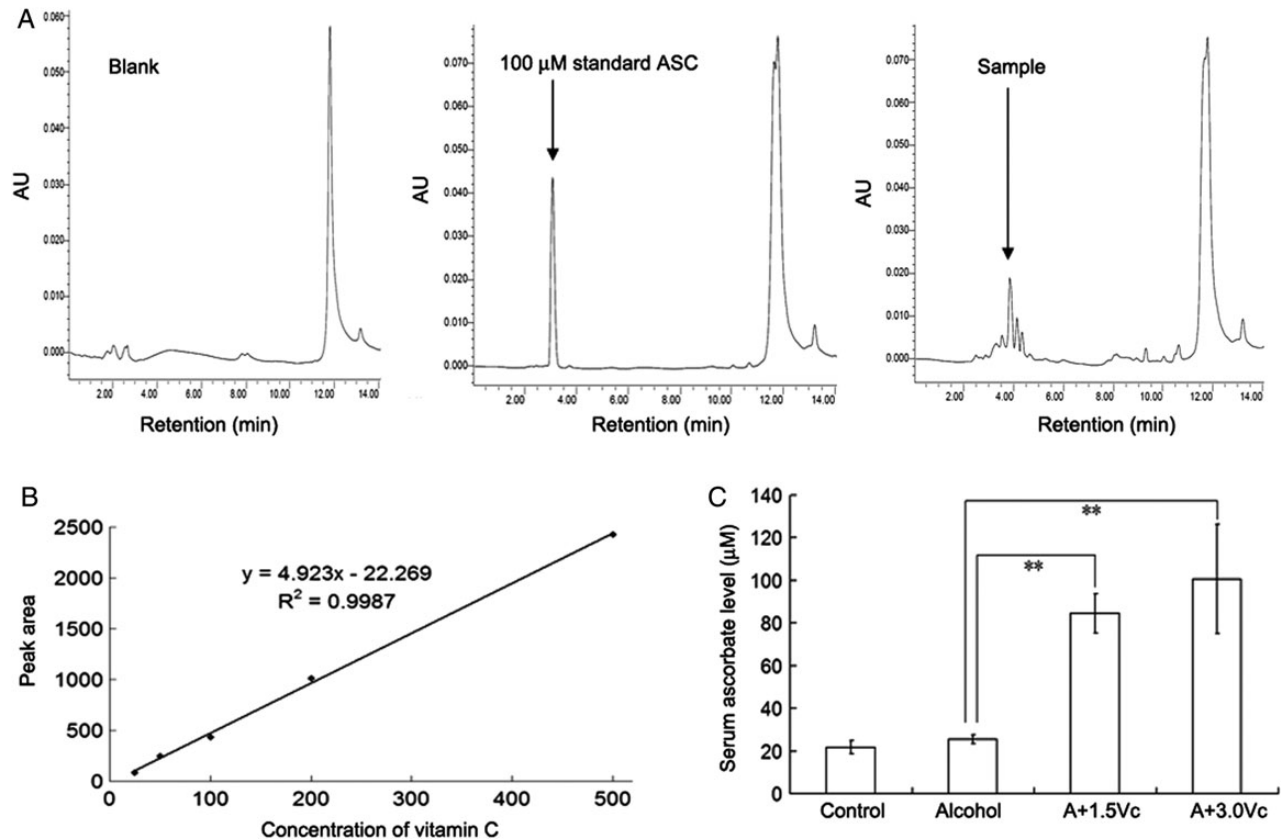 A
Blank
100 µM standard ASC
Sample
0.060
0.050
0.040
0.030
0.020
0.010
0.000
AU
2.00 4.00 6.00 8.00 10.00 12.00 14.00
Retention (min)
0.070
0.060
0.050
0.040
0.030
0.020
0.010
0.000
AU
2.00 4.00 6.00 8.00 10.00 12.00 14.00
Retention (min)
0.070
0.060
0.050
0.040
0.030
0.020
0.010
0.000
AU
2.00 4.00 6.00 8.00 10.00 12.00 14.00
Retention (min)
B
2500
2000
1500
1000
500
0
Peak area
y = 4.923x - 22.269
R² = 0.9987
0 100 200 300 400 500
Concentration of vitamin C
C
140
120
100
80
60
40
20
0
Serum ascorbate level (µM)
**
**
Control Alcohol A+1.5Vc A+3.0Vc